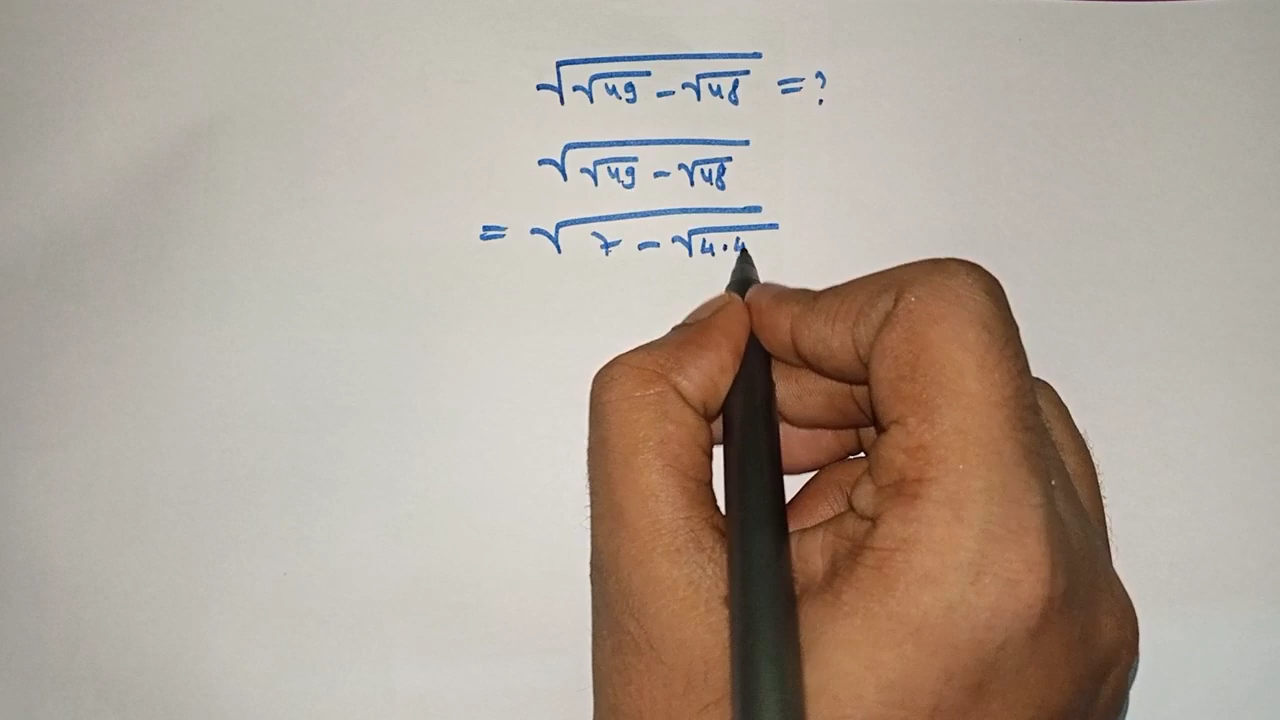 √(√49 - √48) = ?
√(√49 - √48)
= √(7 - √(4·4